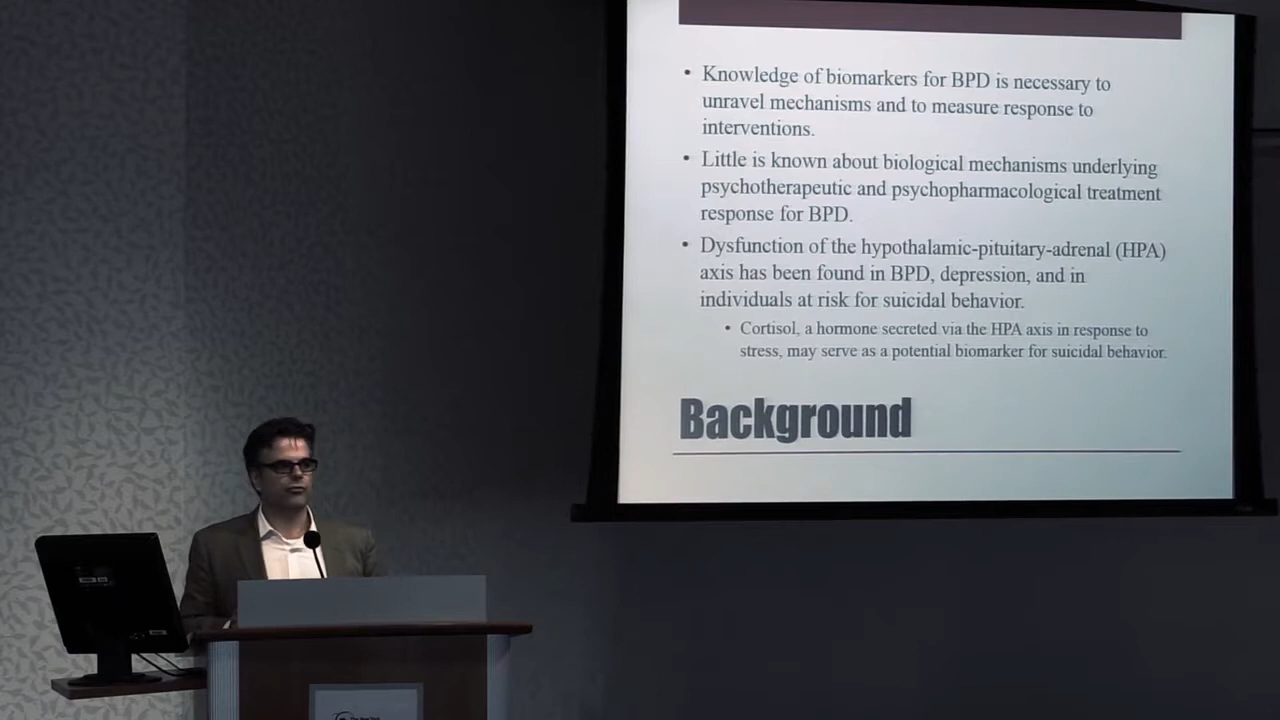 • Knowledge of biomarkers for BPD is necessary to
unravel mechanisms and to measure response to
interventions.
• Little is known about biological mechanisms underlying
psychotherapeutic and psychopharmacological treatment
response for BPD.
• Dysfunction of the hypothalamic-pituitary-adrenal (HPA)
axis has been found in BPD, depression, and in
individuals at risk for suicidal behavior.
• Cortisol, a hormone secreted via the HPA axis in response to
stress, may serve as a potential biomarker for suicidal behavior.
Background